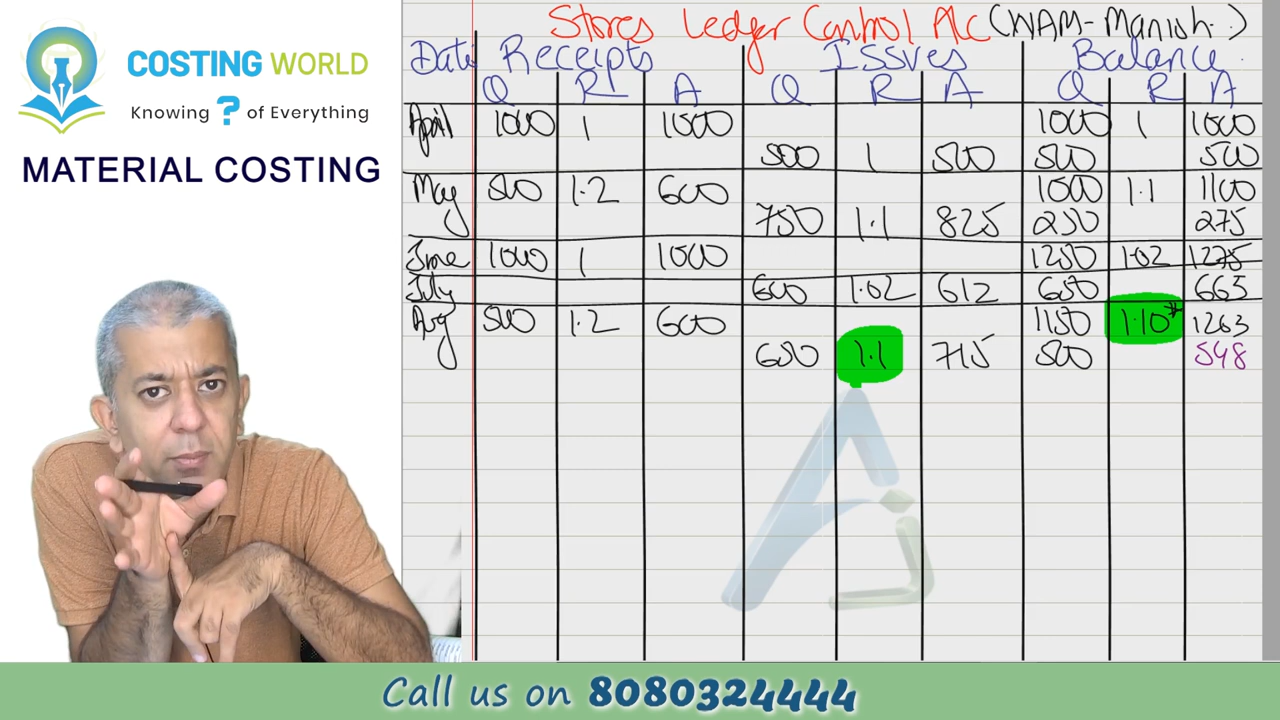 COSTING WORLD
Knowing ? of Everything
MATERIAL COSTING
Stores Ledger Control A/c (WAM-Manish.)
Date Receipts Issues Balance
Q R A Q R A Q R A
April 1000 1 1000 1000 1 1000
500 1 500 500 500
May 500 1.2 600 1000 1.1 1100
750 1.1 825 250 275
June 1000 1 1000 1250 1.02 1275
July 600 1.02 612 650 663
Aug 500 1.2 600 1150 1.10* 1263
650 1.1 715 500 548
Call us on 8080324444